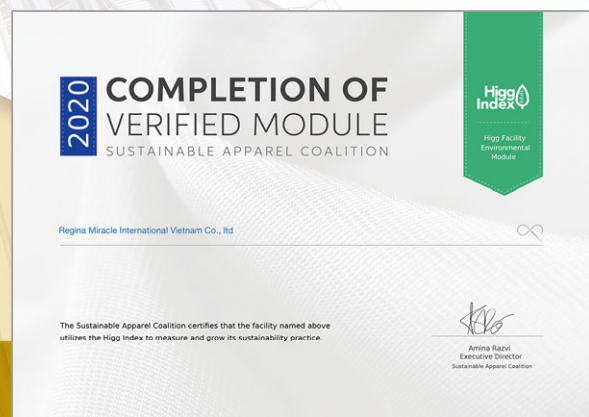 2020
COMPLETION OF
VERIFIED MODULE
SUSTAINABLE APPAREL COALITION
Higg
Index
Higg Facility
Environmental
Module
Regina Miracle International Vietnam Co., ltd
The Sustainable Apparel Coalition certifies that the facility named above
utilizes the Higg Index to measure and grow its sustainability practice.
Amina Razvi
Executive Director
Sustainable Apparel Coalition